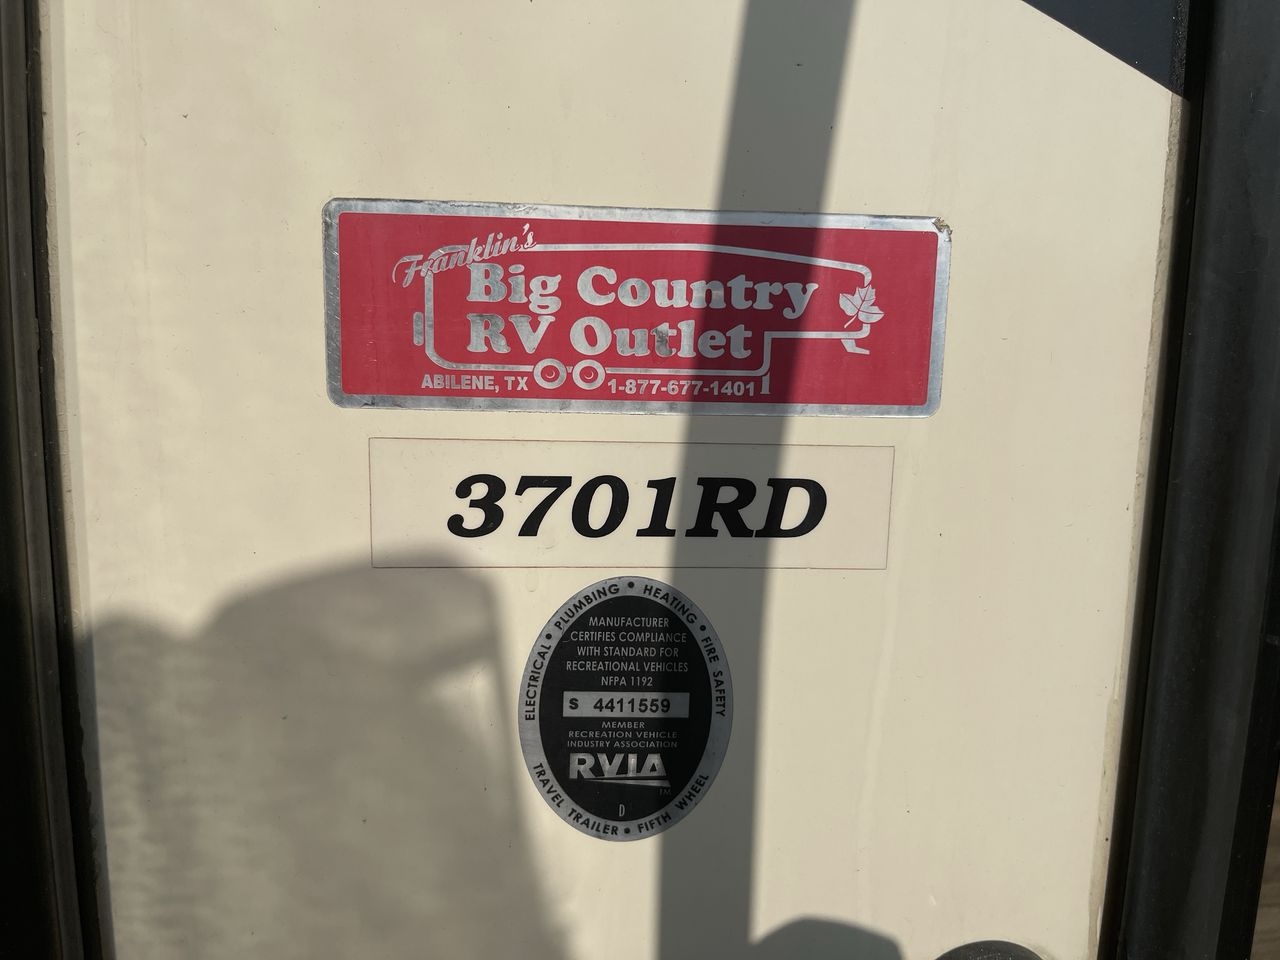 Franklin's
Big Country
RV Outlet
ABILENE, TX 1-877-677-1401
3701RD
ELECTRICAL • PLUMBING • HEATING • FIRE SAFETY
MANUFACTURER
CERTIFIES COMPLIANCE
WITH STANDARD FOR
RECREATIONAL VEHICLES
NFPA 1192
S 4411559
MEMBER
RECREATION VEHICLE
INDUSTRY ASSOCIATION
RVIA
TM
D
TRAVEL TRAILER • FIFTH WHEEL